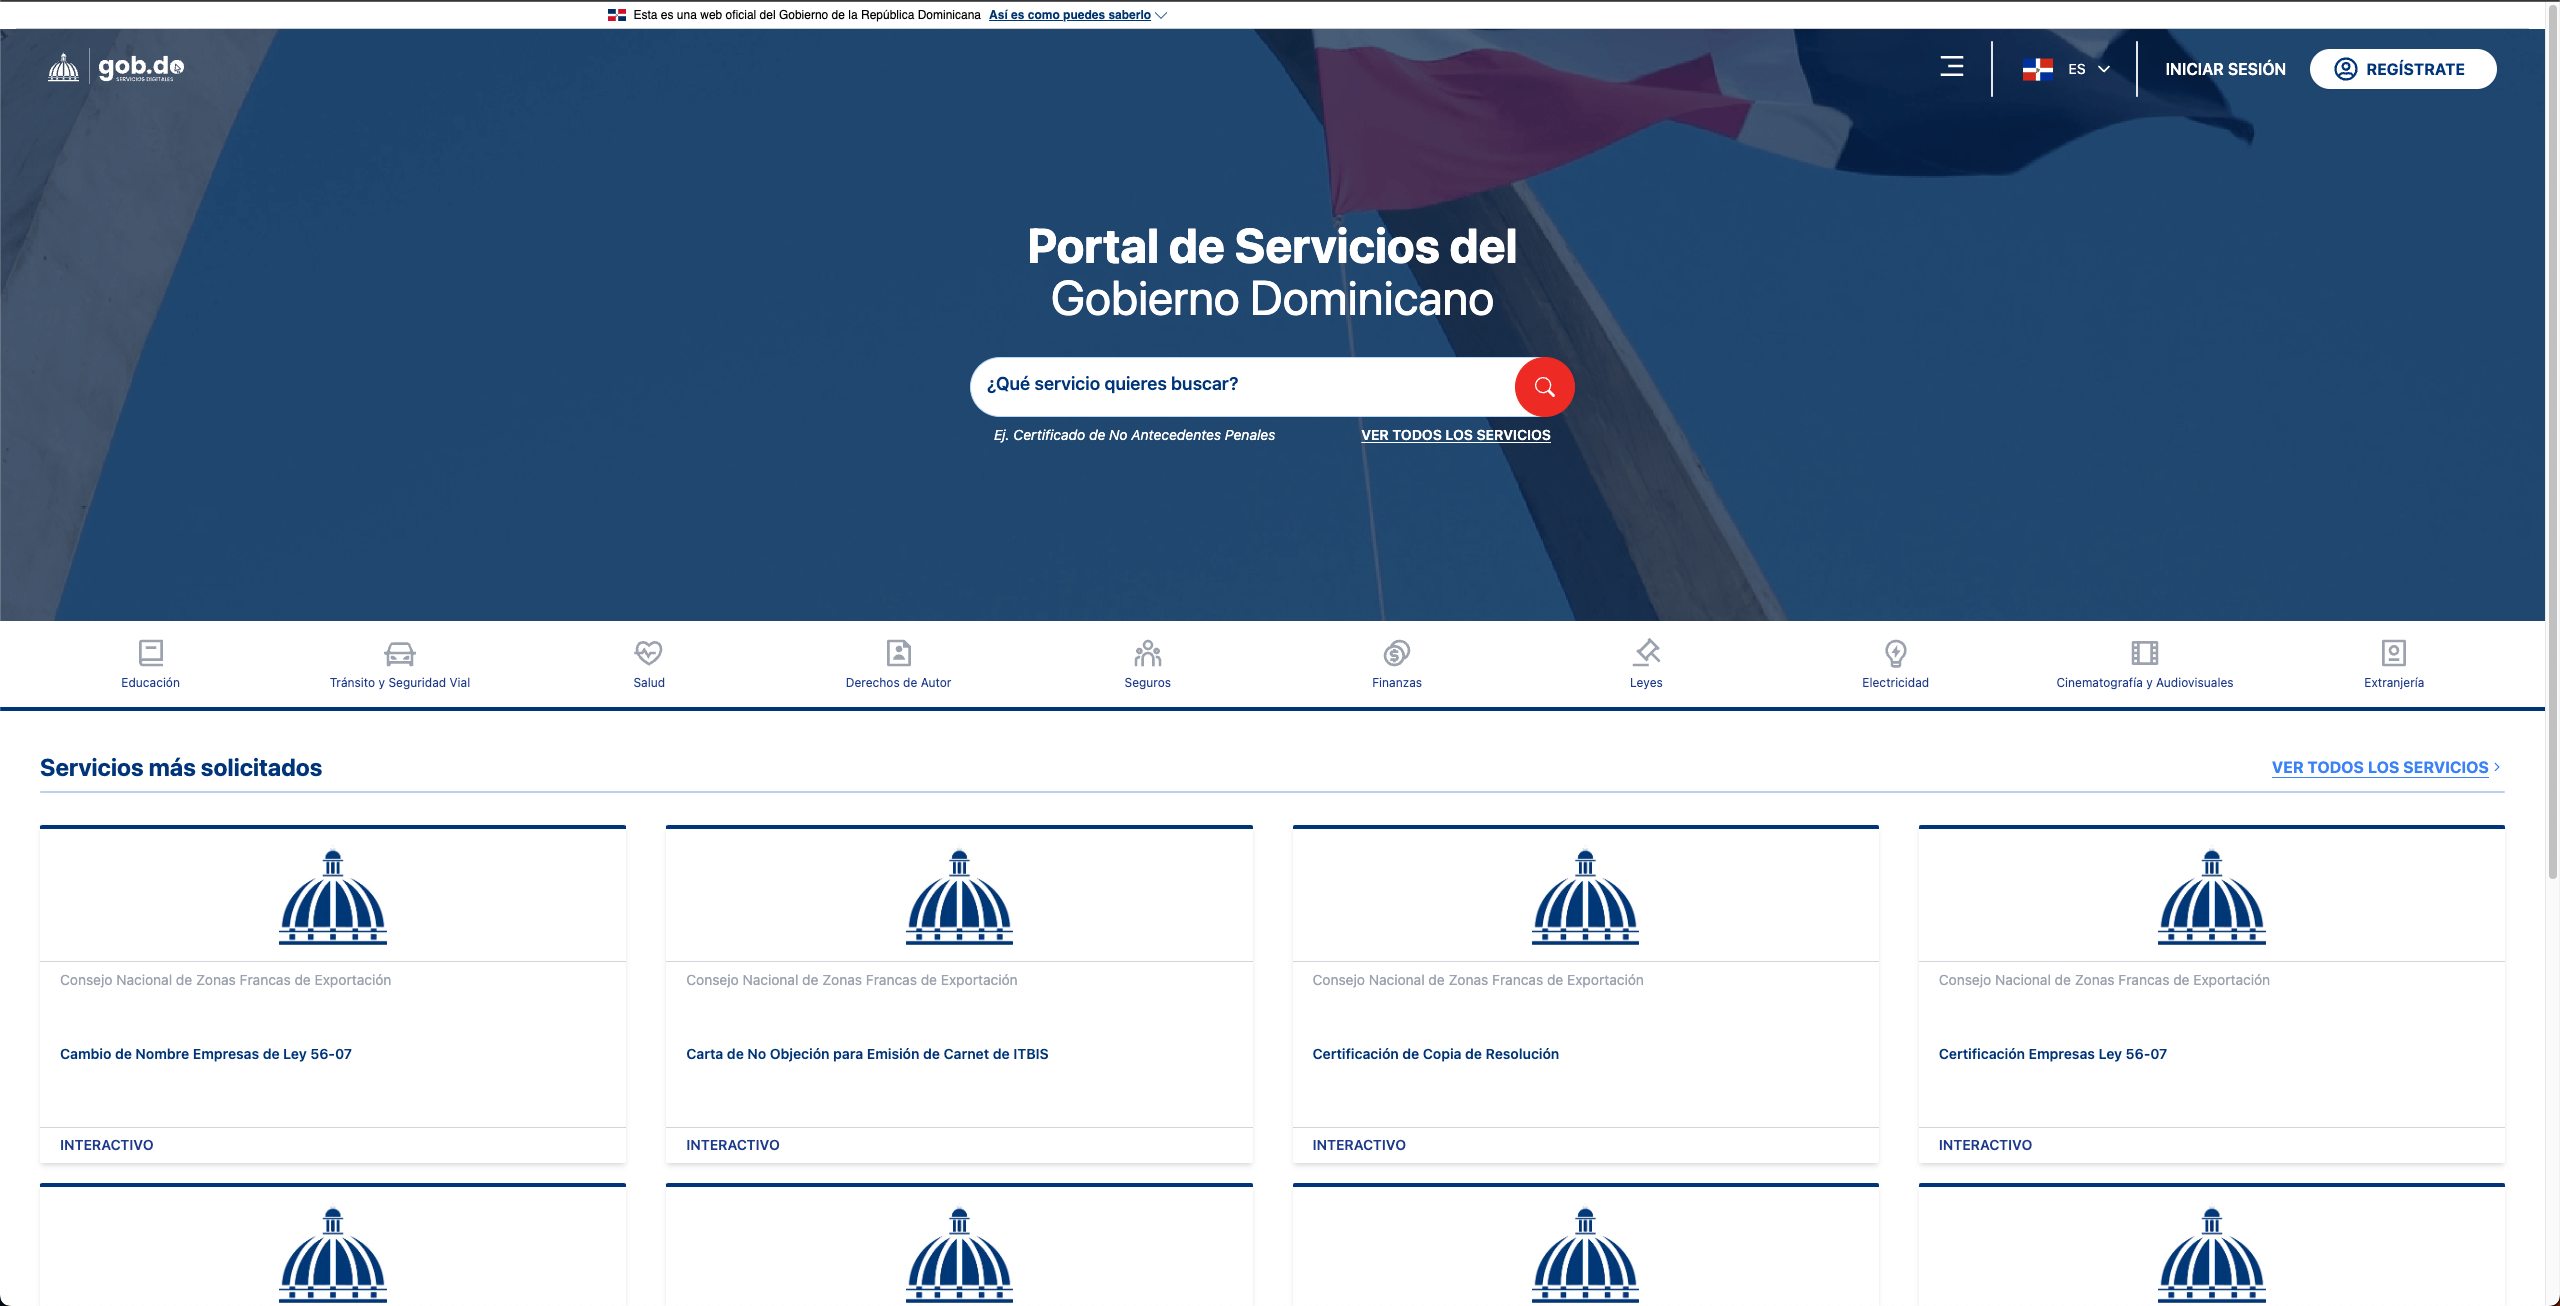 Esta es una web oficial del Gobierno de la República Dominicana Así es como puedes saberlo
gob.do
SERVICIOS DIGITALES
ES
INICIAR SESIÓN
REGÍSTRATE
Portal de Servicios del
Gobierno Dominicano
¿Qué servicio quieres buscar?
Ej. Certificado de No Antecedentes Penales
VER TODOS LOS SERVICIOS
Educación
Tránsito y Seguridad Vial
Salud
Derechos de Autor
Seguros
Finanzas
Leyes
Electricidad
Cinematografía y Audiovisuales
Extranjería
Servicios más solicitados
VER TODOS LOS SERVICIOS
Consejo Nacional de Zonas Francas de Exportación
Cambio de Nombre Empresas de Ley 56-07
INTERACTIVO
Consejo Nacional de Zonas Francas de Exportación
Carta de No Objeción para Emisión de Carnet de ITBIS
INTERACTIVO
Consejo Nacional de Zonas Francas de Exportación
Certificación de Copia de Resolución
INTERACTIVO
Consejo Nacional de Zonas Francas de Exportación
Certificación Empresas Ley 56-07
INTERACTIVO